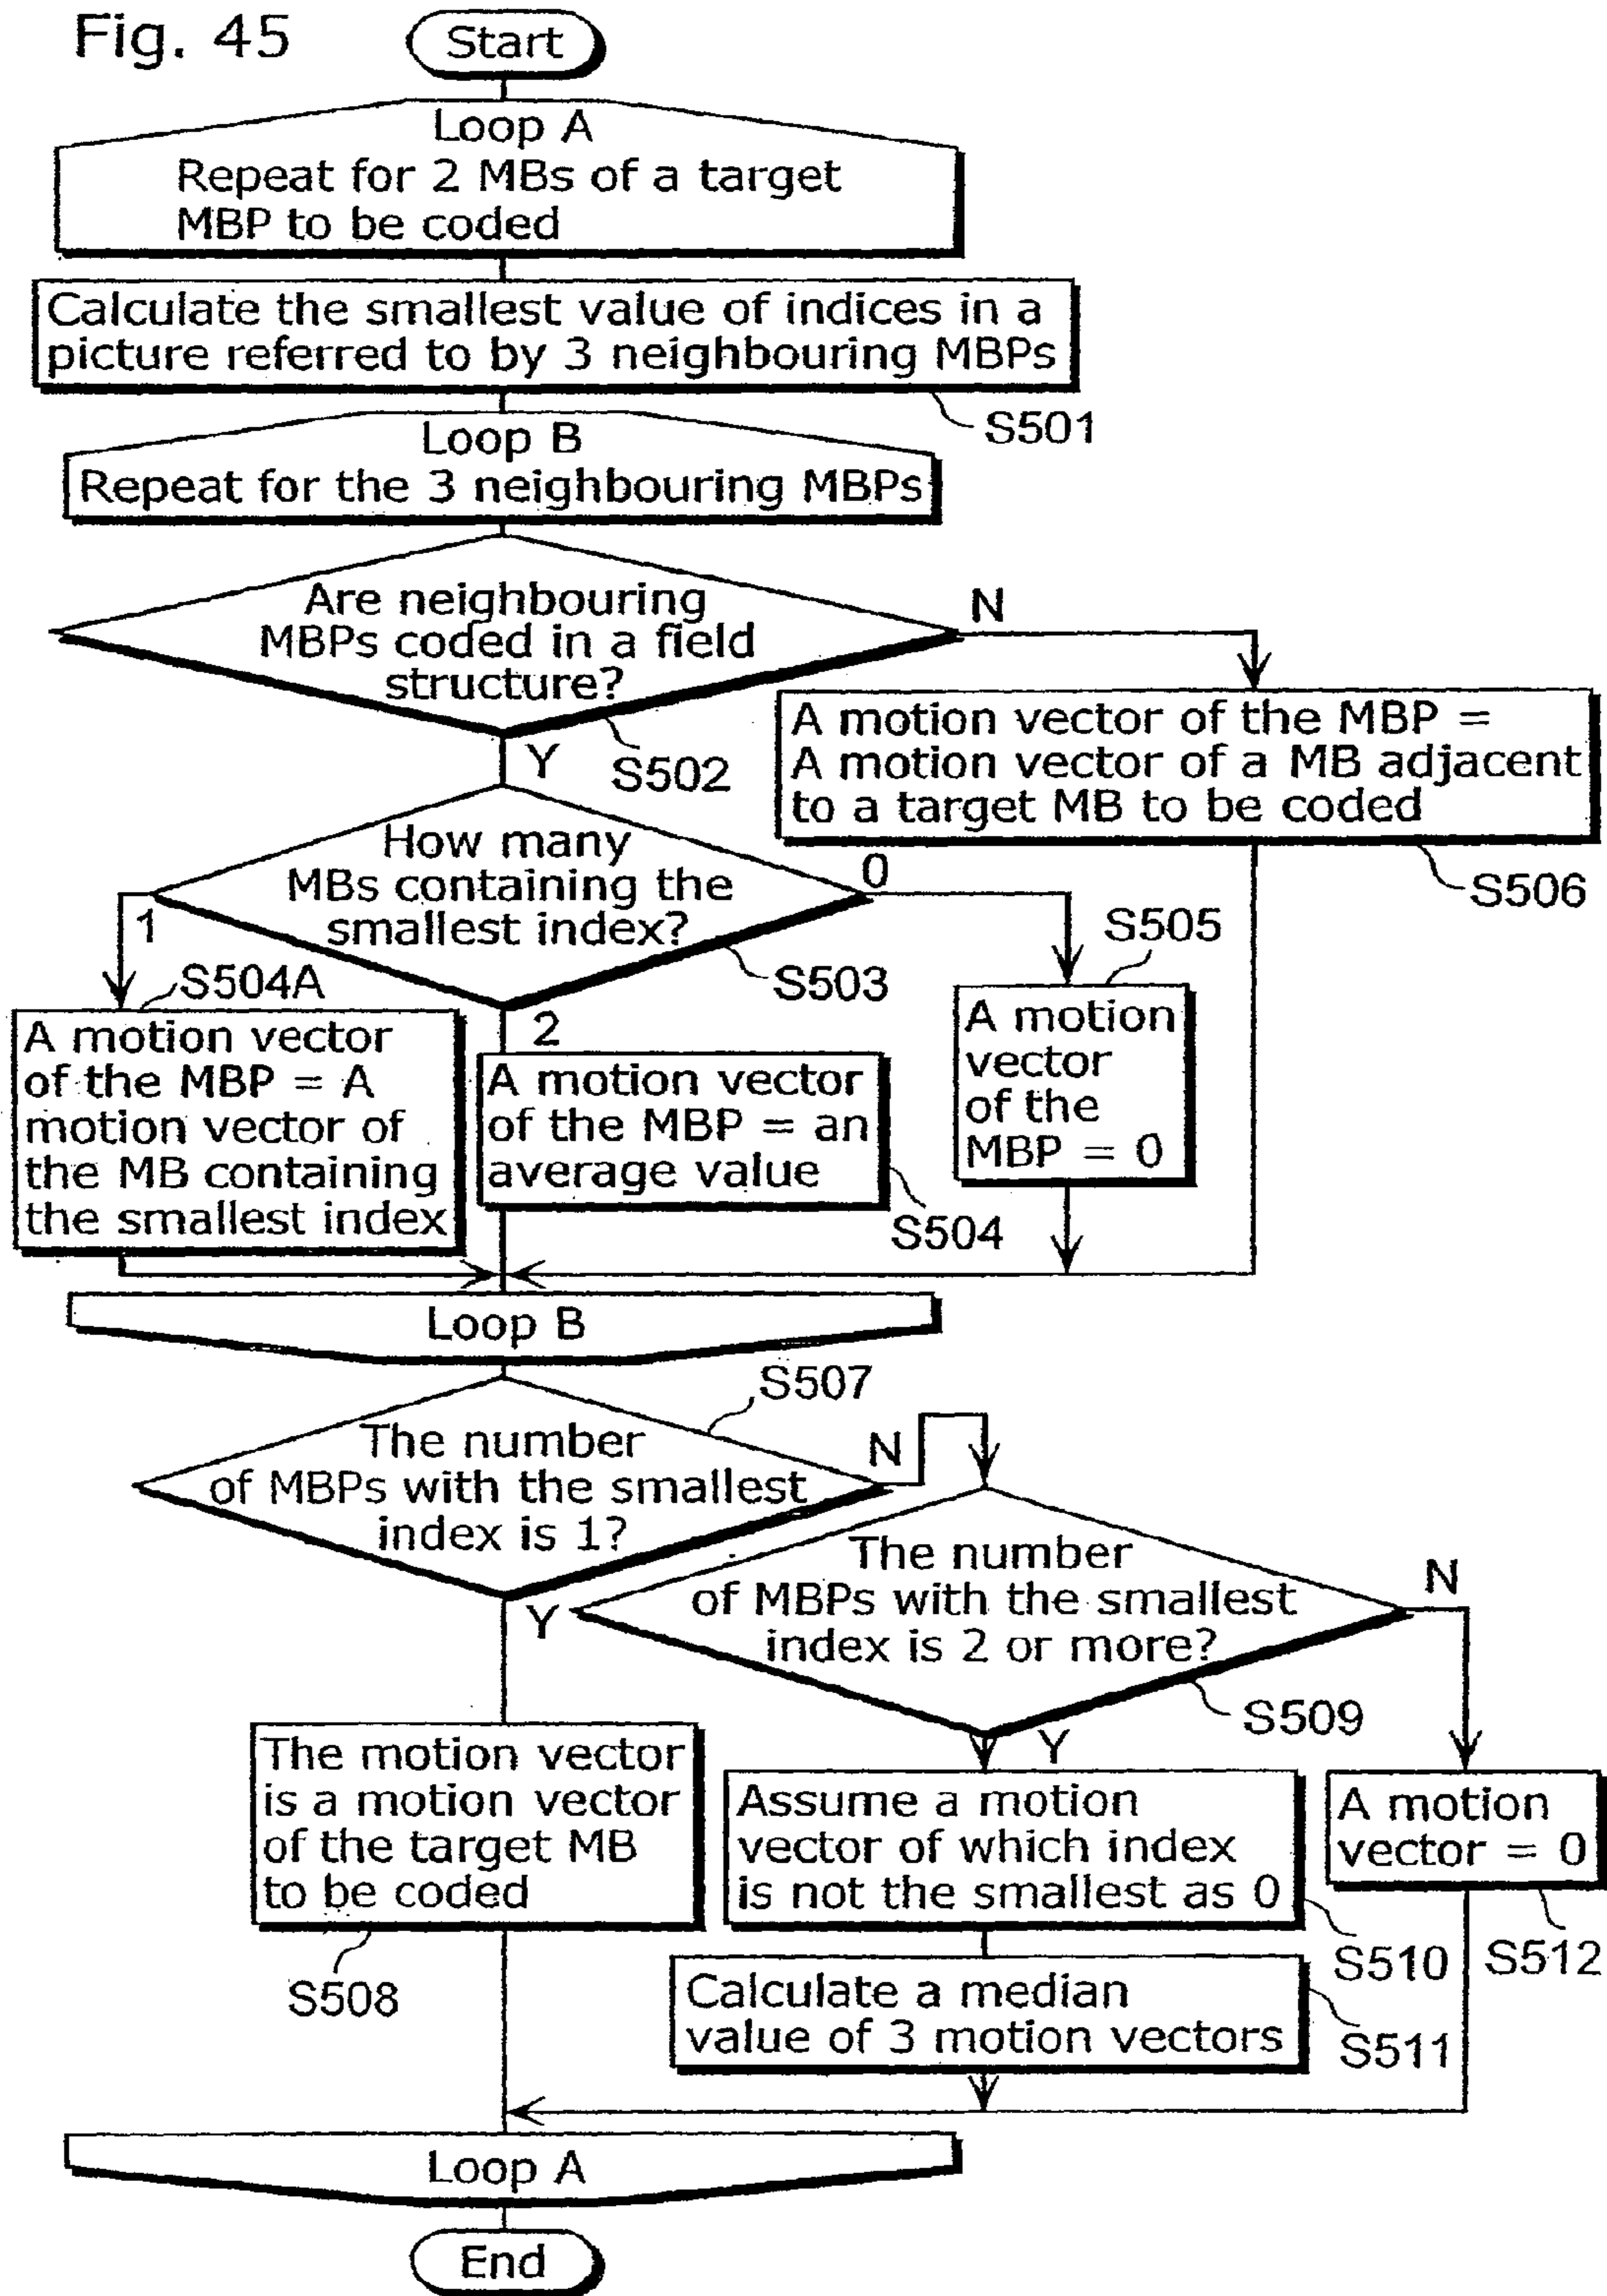 Fig. 45
Start
Loop A
Repeat for 2 MBs of a target
MBP to be coded
Calculate the smallest value of indices in a
picture referred to by 3 neighbouring MBPs
S501
Loop B
Repeat for the 3 neighbouring MBPs
Are neighbouring
MBPs coded in a field
structure?
N
Y
S502
A motion vector of the MBP =
A motion vector of a MB adjacent
to a target MB to be coded
S506
How many
MBs containing the
smallest index?
0
1
2
S503
S505
S504A
A motion vector
of the MBP = A
motion vector of
the MB containing
the smallest index
A motion vector
of the MBP = an
average value
S504
A motion
vector
of the
MBP = 0
Loop B
S507
The number
of MBPs with the smallest
index is 1?
N
Y
The number
of MBPs with the smallest
index is 2 or more?
N
S509
Y
The motion vector
is a motion vector
of the target MB
to be coded
S508
Assume a motion
vector of which index
is not the smallest as 0
S510
A motion
vector = 0
S512
Calculate a median
value of 3 motion vectors
S511
Loop A
End